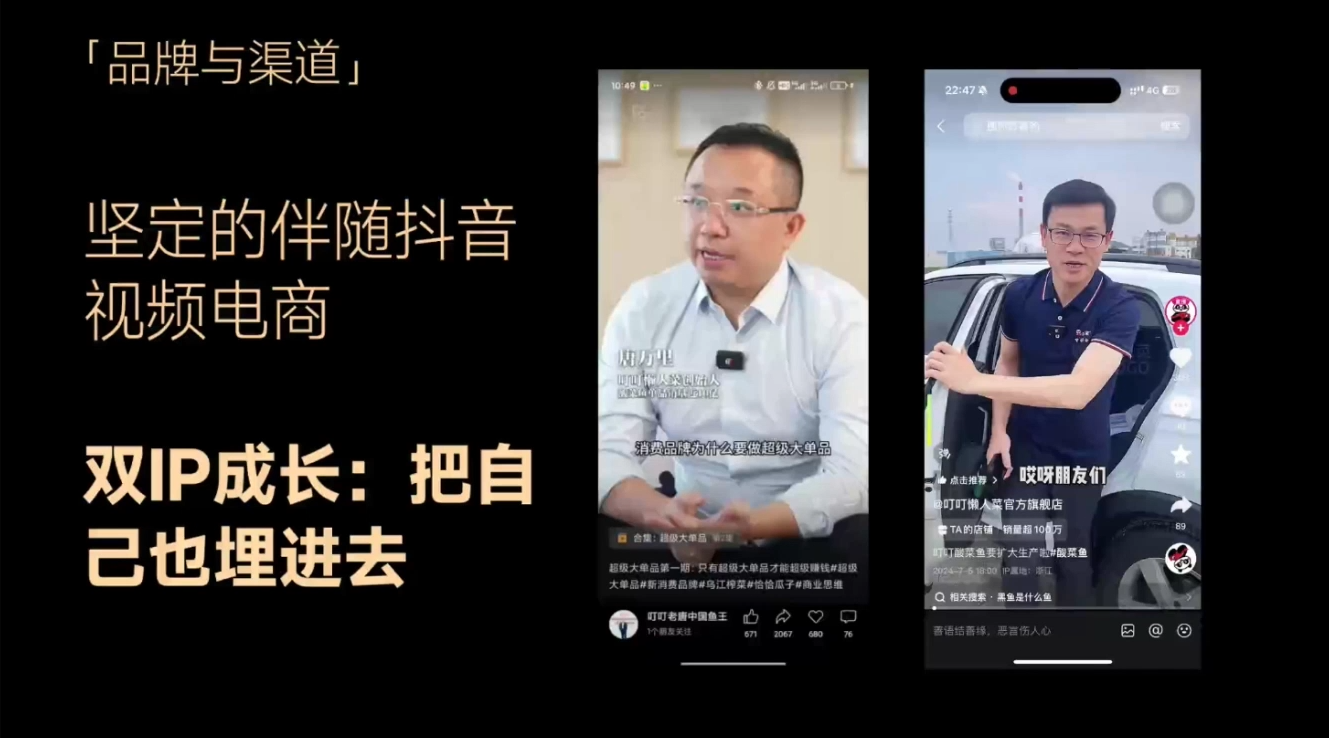 「品牌与渠道」
坚定的伴随抖音
视频电商
双IP成长：把自
己也埋进去
10:49
唐万里
叮叮懒人菜创始人
消费品牌为什么要做超级大单品
合集：超级大单品
超级大单品第一期：只有超级大单品才能超级赚钱#超级
大单品#新消费品牌#乌江榨菜#恰恰瓜子#商业思维
叮叮老唐中国鱼王
1个朋友关注
671 2067 680 76
22:47 4G
搜索
哎呀朋友们
点击推荐
@叮叮懒人菜官方旗舰店
TA的店铺 · 销量超100万
叮叮酸菜鱼要扩大生产啦#酸菜鱼
2024-7-5 18:00 IP属地：浙江
89
相关搜索 · 黑鱼是什么鱼
善语结善缘，恶言伤人心